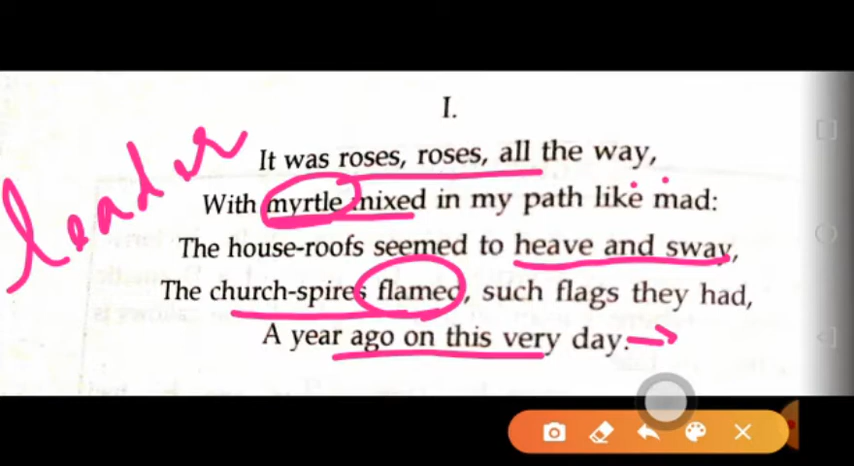 I.
leader
It was roses, roses, all the way,
With myrtle mixed in my path like mad:
The house-roofs seemed to heave and sway,
The church-spires flamed, such flags they had,
A year ago on this very day.